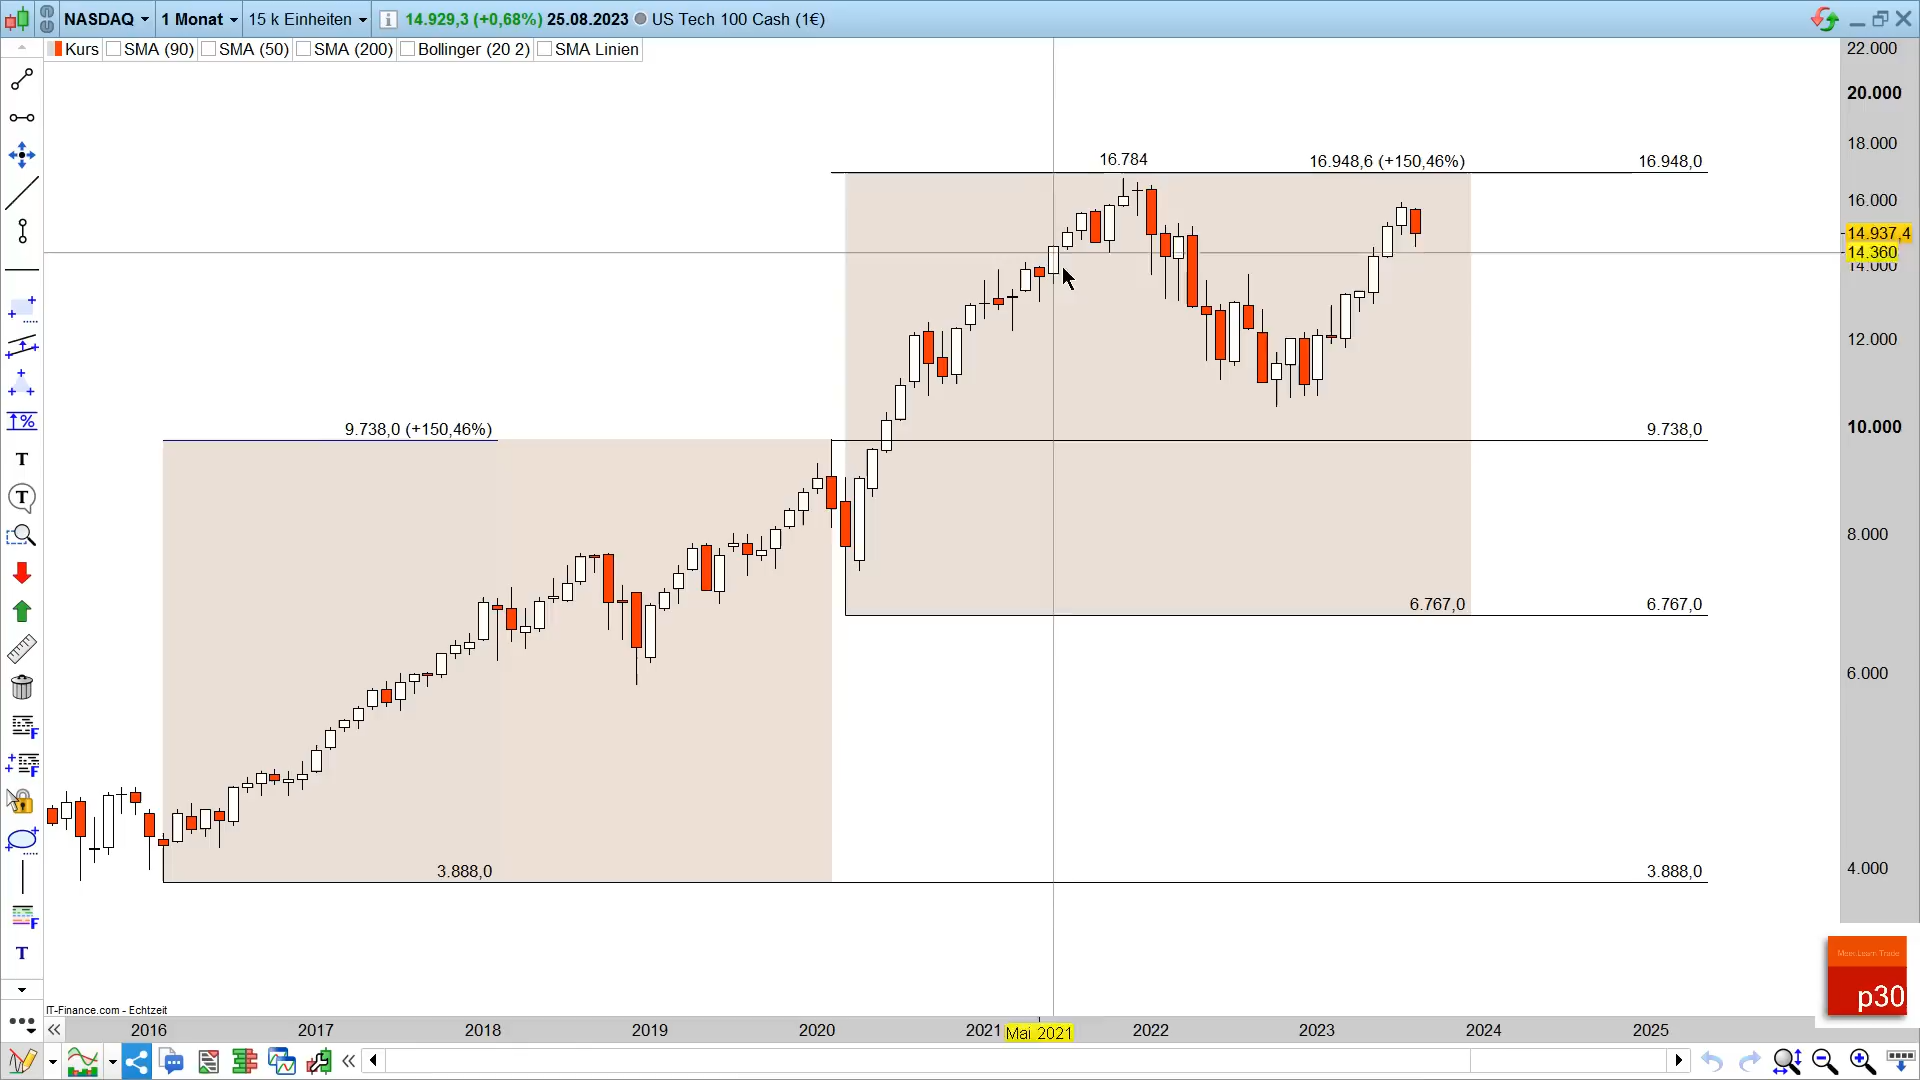 NASDAQ 1 Monat 15 k Einheiten 14.929,3 (+0,68%) 25.08.2023 US Tech 100 Cash (1€)
Kurs SMA (90) SMA (50) SMA (200) Bollinger (20 2) SMA Linien
22.000
20.000
18.000
16.784 16.948,6 (+150,46%) 16.948,0
16.000
14.937,4
14.360
14.000
12.000
9.738,0 (+150,46%) 9.738,0
10.000
8.000
6.767,0 6.767,0
6.000
3.888,0 3.888,0
4.000
%
T
T
F
F
F
T
Mein Learn Trade
p30
IT-Finance.com - Echtzeit
2016 2017 2018 2019 2020 2021 Mai 2021 2022 2023 2024 2025